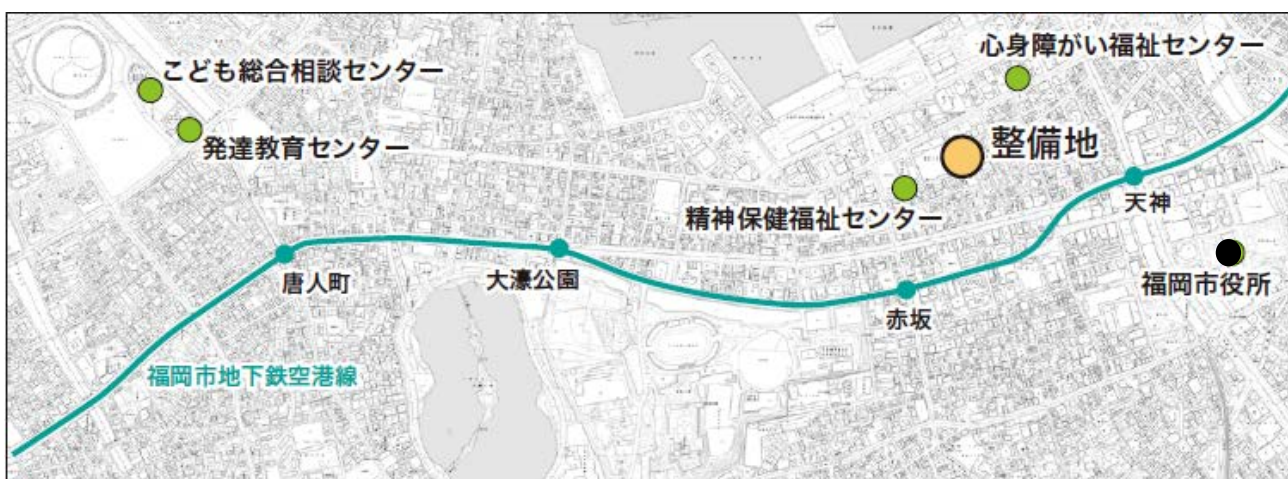 心身障がい福祉センター
こども総合相談センター
発達教育センター
整備地
精神保健福祉センター
天神
唐人町
大濠公園
福岡市役所
赤坂
福岡市地下鉄空港線